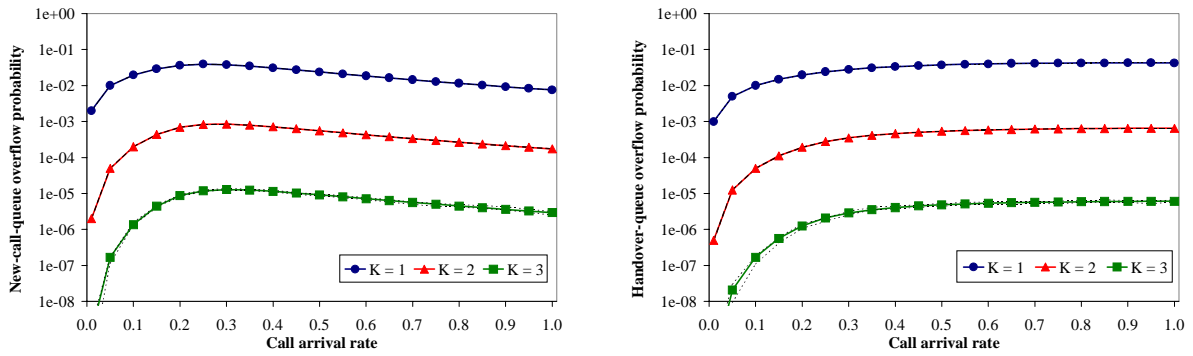 New-call-queue overflow probability
1e+00
1e-01
1e-02
1e-03
1e-04
1e-05
1e-06
1e-07
1e-08
K = 1 K = 2 K = 3
0.0 0.1 0.2 0.3 0.4 0.5 0.6 0.7 0.8 0.9 1.0
Call arrival rate
Handover-queue overflow probability
1e+00
1e-01
1e-02
1e-03
1e-04
1e-05
1e-06
1e-07
1e-08
K = 1 K = 2 K = 3
0.0 0.1 0.2 0.3 0.4 0.5 0.6 0.7 0.8 0.9 1.0
Call arrival rate